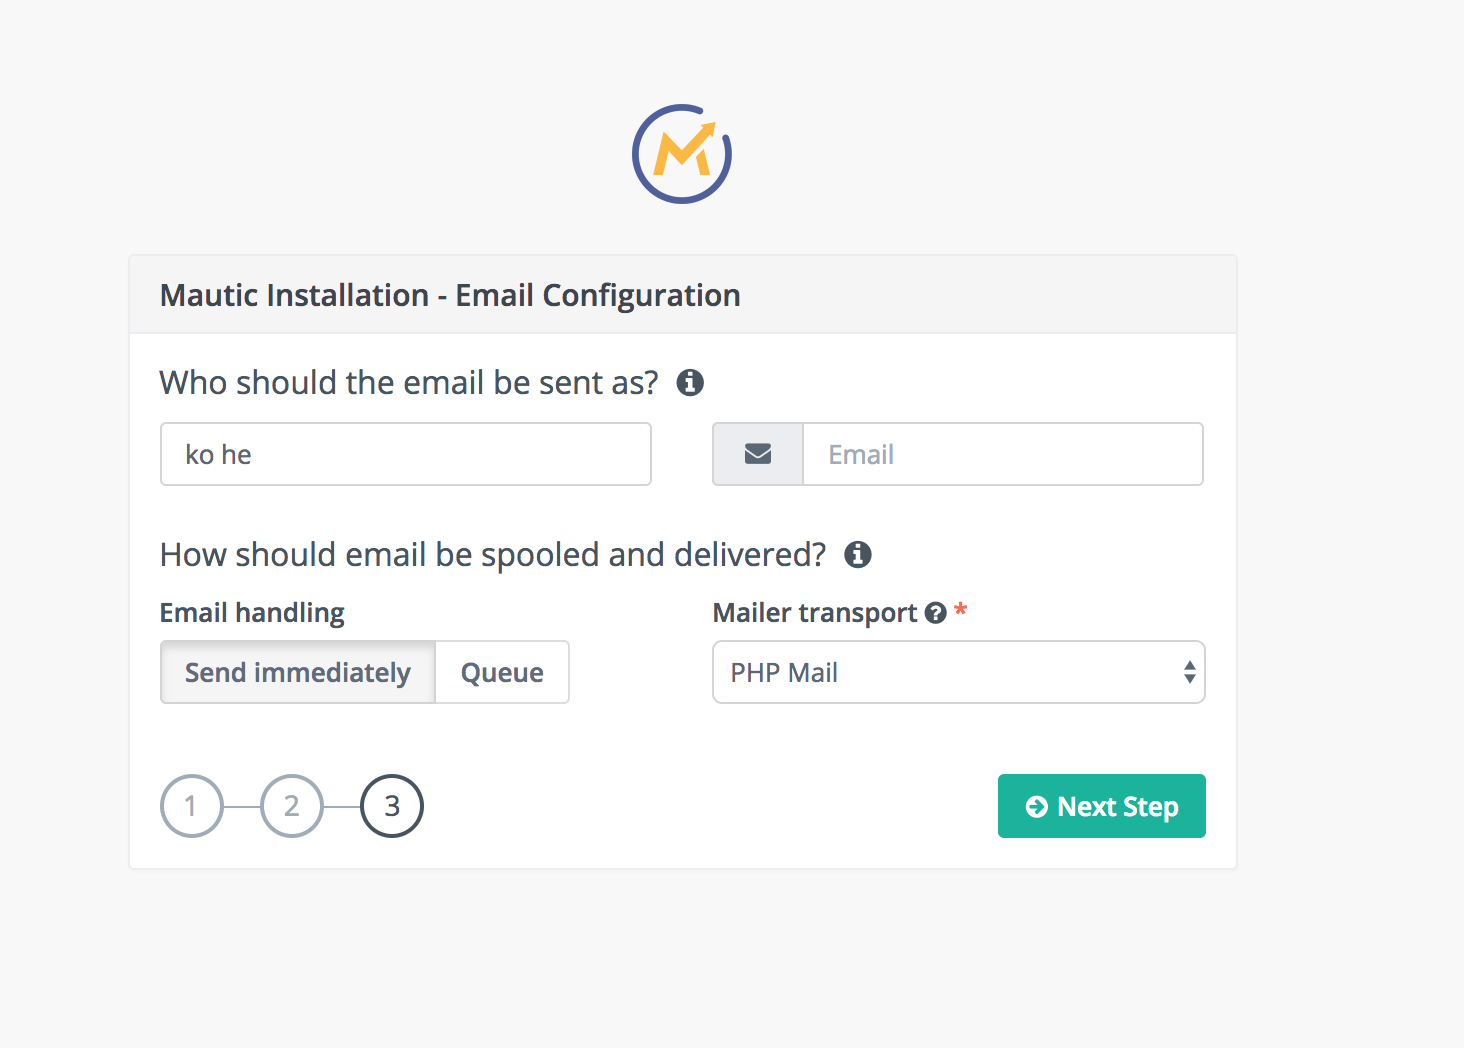 Mautic Installation - Email Configuration
Who should the email be sent as?
ko he
Email
How should email be spooled and delivered?
Email handling
Mailer transport *
Send immediately
Queue
PHP Mail
1
2
3
Next Step